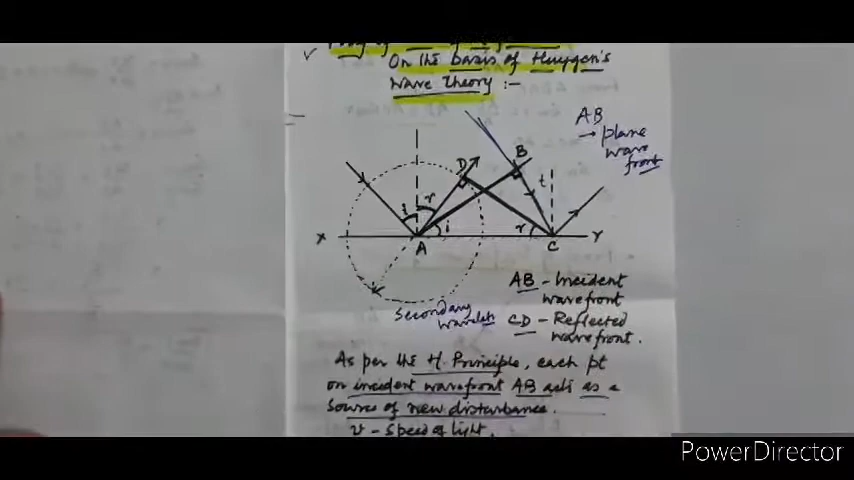 On the basis of Huygen's
Wave Theory :-
AB
→ plane
wave
front
D
B
t
i
r
i
r
X
A
C
Y
AB - Incident
wavefront
Secondary
wavelets
CD - Reflected
wavefront.
As per the H. Principle, each pt
on incident wavefront AB acts as a
Source of new disturbance.
v - speed of light.
PowerDirector